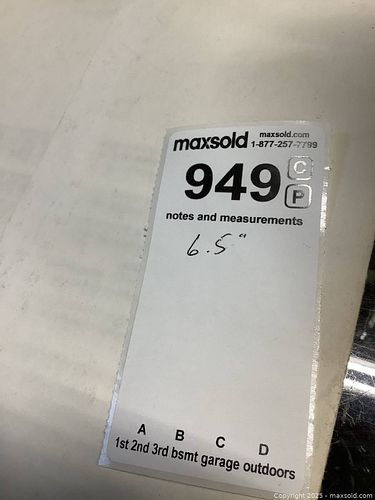 maxsold maxsold.com
1-877-257-7799
949 C
P
notes and measurements
6.5"
A B C D
1st 2nd 3rd bsmt garage outdoors
Copyright 2025 - maxsold.com